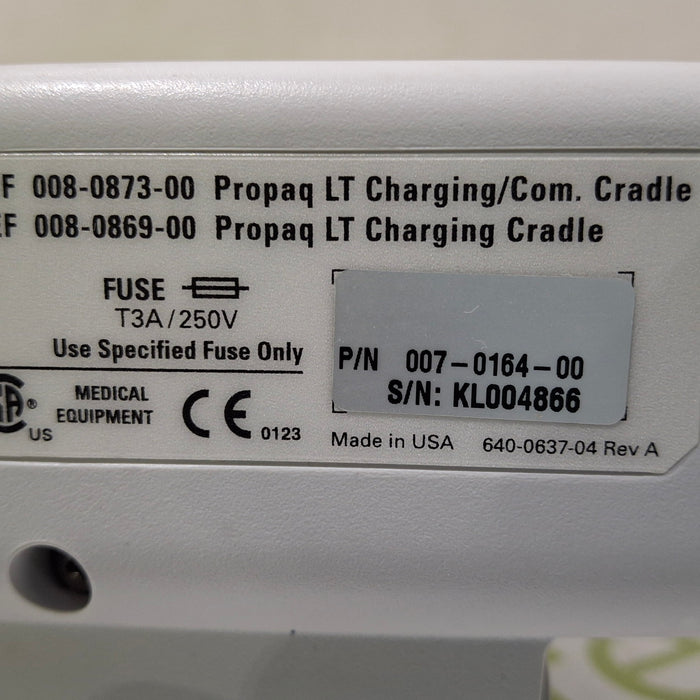 F 008-0873-00 Propaq LT Charging/Com. Cradle
F 008-0869-00 Propaq LT Charging Cradle
FUSE
T3A/250V
Use Specified Fuse Only
P/N 007-0164-00
S/N: KL004866
MEDICAL
EQUIPMENT
® US
CE 0123
Made in USA 640-0637-04 Rev A